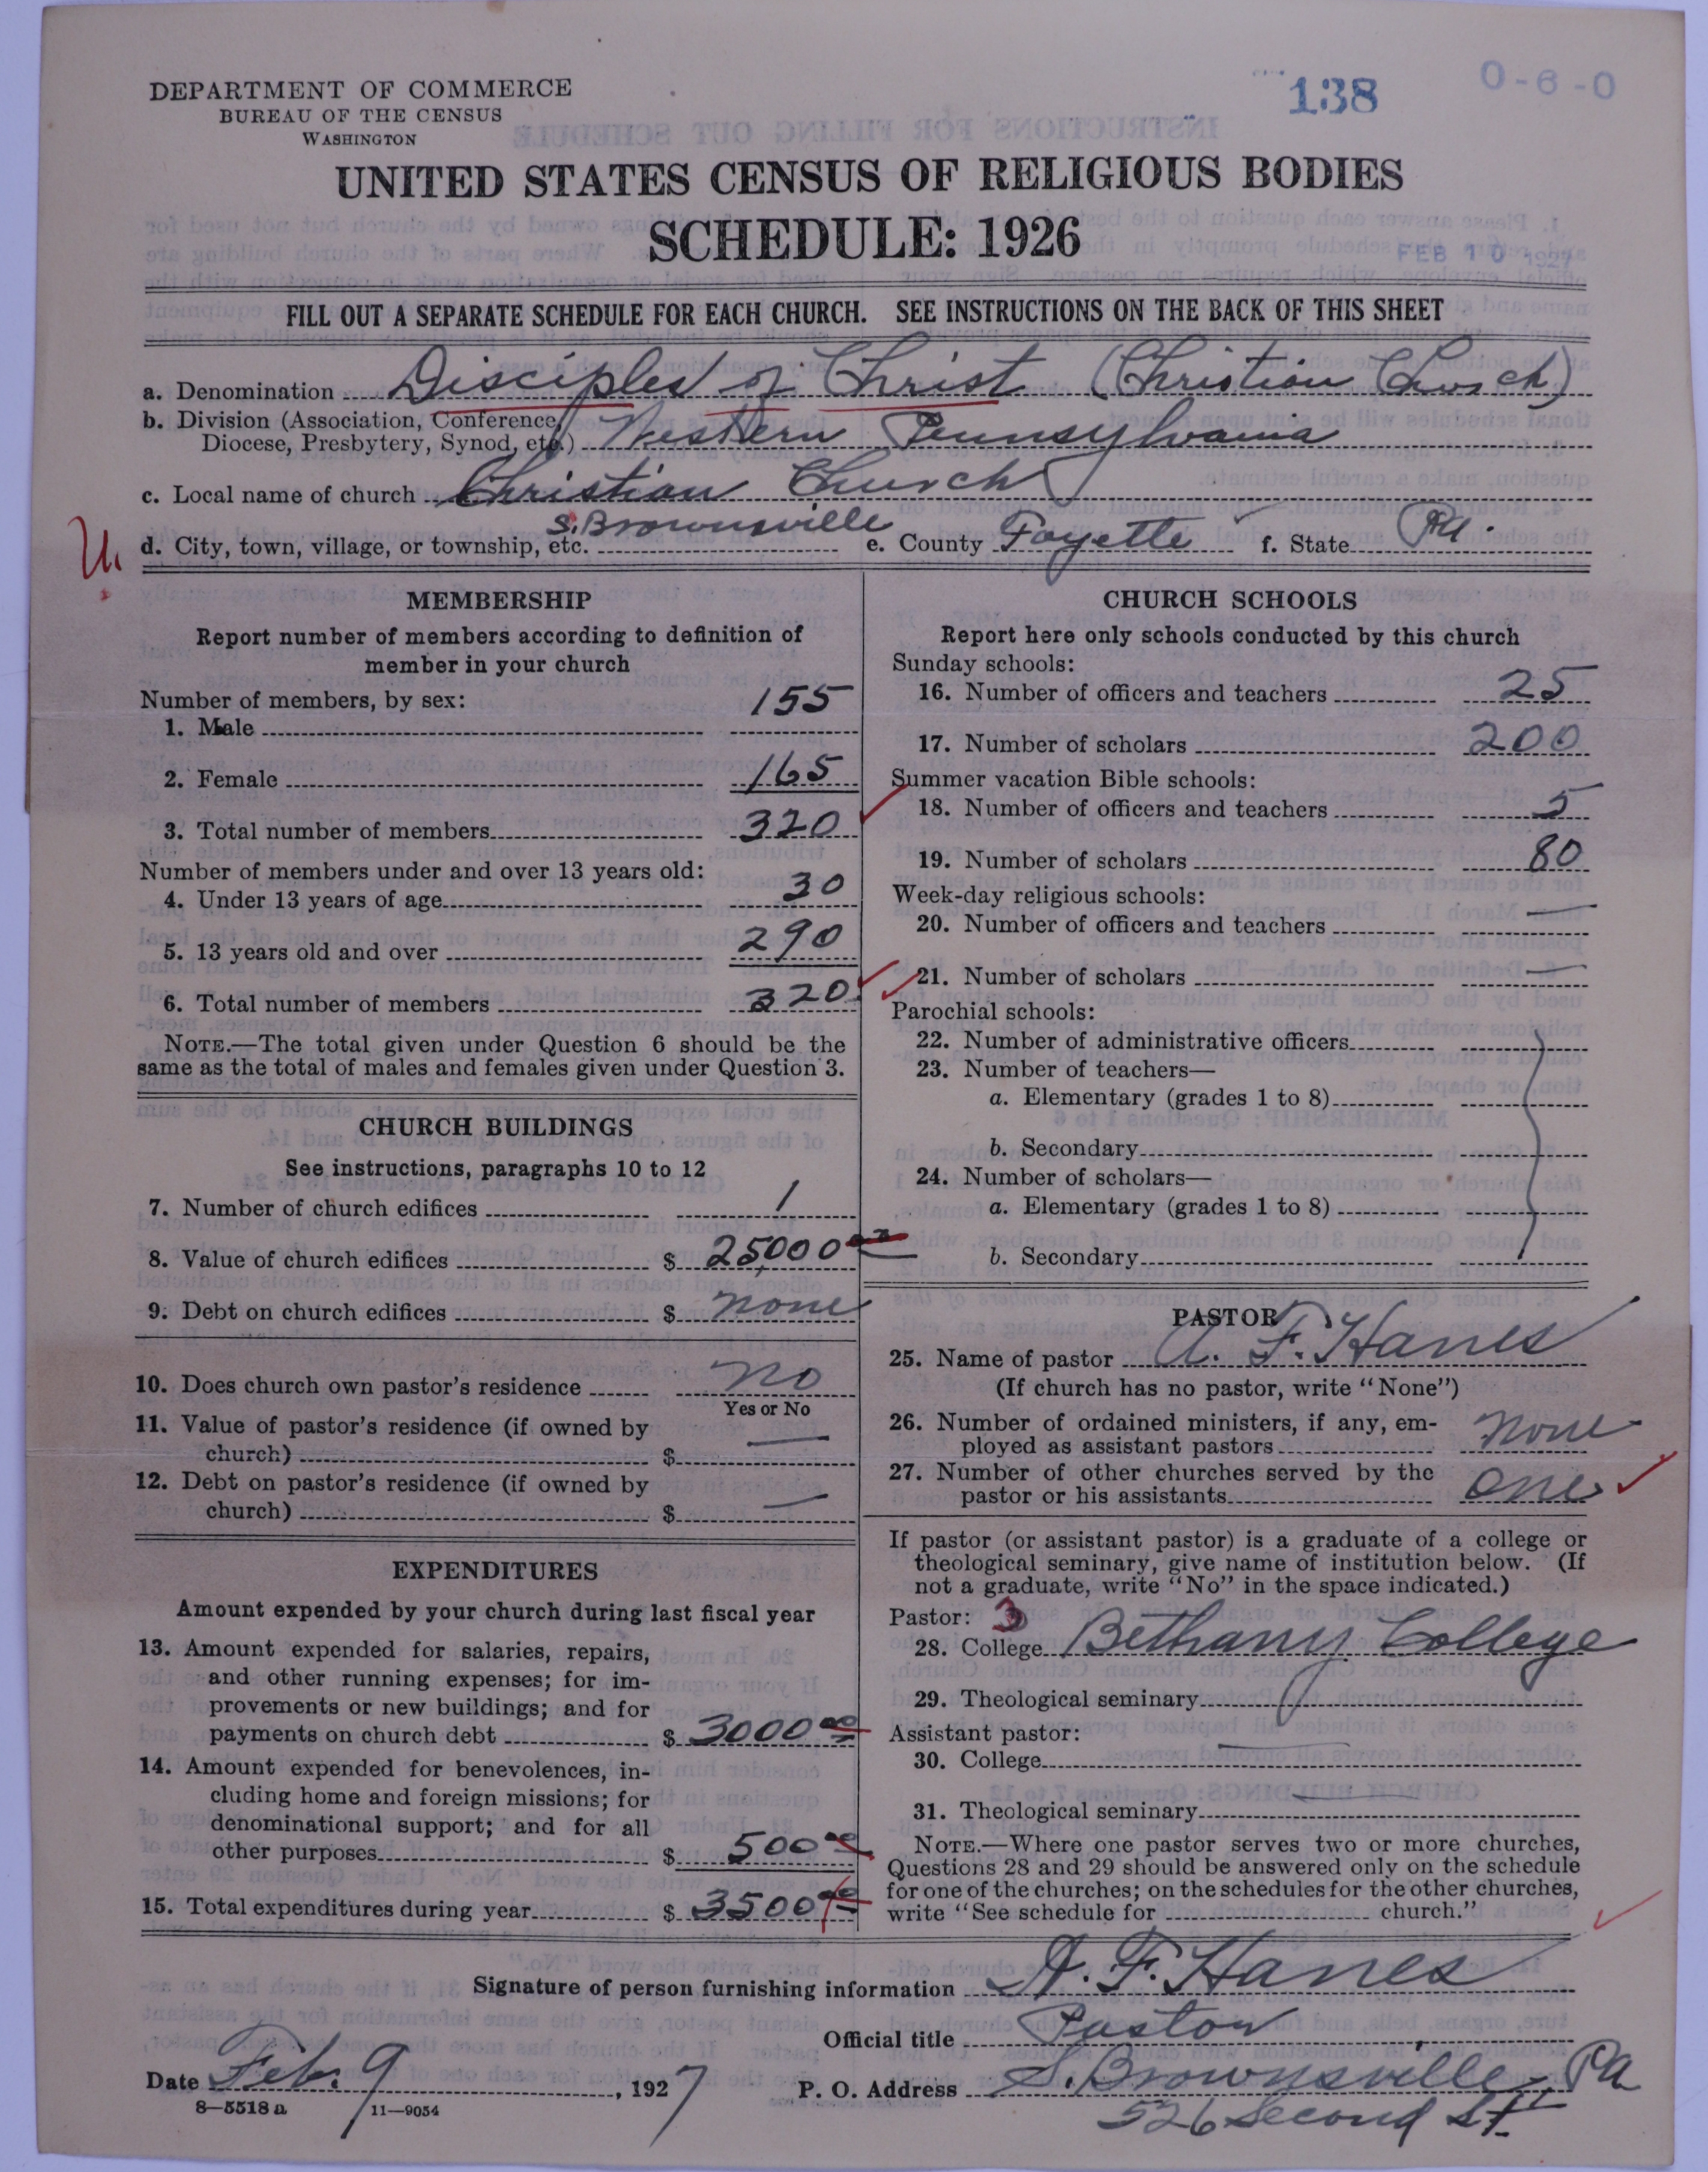 DEPARTMENT OF COMMERCE
BUREAU OF THE CENSUS
WASHINGTON
138
0-6-0
UNITED STATES CENSUS OF RELIGIOUS BODIES
SCHEDULE: 1926
FEB 10 1927
FILL OUT A SEPARATE SCHEDULE FOR EACH CHURCH. SEE INSTRUCTIONS ON THE BACK OF THIS SHEET
a. Denomination Disciples of Christ (Christian Church)
b. Division (Association, Conference,
Diocese, Presbytery, Synod, etc.) Western Pennsylvania
c. Local name of church Christian Church
d. City, town, village, or township, etc. S. Brownsville e. County Fayette f. State Pa.
MEMBERSHIP
Report number of members according to definition of
member in your church
Number of members, by sex:
1. Male 155
2. Female 165
3. Total number of members 320
Number of members under and over 13 years old:
4. Under 13 years of age 30
5. 13 years old and over 290
6. Total number of members 320
NOTE.—The total given under Question 6 should be the
same as the total of males and females given under Question 3.
CHURCH BUILDINGS
See instructions, paragraphs 10 to 12
7. Number of church edifices 1
8. Value of church edifices $ 25,000 00
9. Debt on church edifices $ none
10. Does church own pastor's residence no
Yes or No
11. Value of pastor's residence (if owned by
church) $ —
12. Debt on pastor's residence (if owned by
church) $ —
EXPENDITURES
Amount expended by your church during last fiscal year
13. Amount expended for salaries, repairs,
and other running expenses; for im-
provements or new buildings; and for
payments on church debt $ 3000 00
14. Amount expended for benevolences, in-
cluding home and foreign missions; for
denominational support; and for all
other purposes $ 500 00
15. Total expenditures during year $ 3500 00
CHURCH SCHOOLS
Report here only schools conducted by this church
Sunday schools:
16. Number of officers and teachers 25
17. Number of scholars 200
Summer vacation Bible schools:
18. Number of officers and teachers 5
19. Number of scholars 80
Week-day religious schools:
20. Number of officers and teachers —
21. Number of scholars —
Parochial schools:
22. Number of administrative officers
23. Number of teachers—
a. Elementary (grades 1 to 8)
b. Secondary
24. Number of scholars—
a. Elementary (grades 1 to 8)
b. Secondary
PASTOR
25. Name of pastor A. F. Hanes
(If church has no pastor, write "None")
26. Number of ordained ministers, if any, em-
ployed as assistant pastors none
27. Number of other churches served by the
pastor or his assistants one
If pastor (or assistant pastor) is a graduate of a college or
theological seminary, give name of institution below. (If
not a graduate, write "No" in the space indicated.)
Pastor: 3
28. College Bethany College
29. Theological seminary
Assistant pastor:
30. College —
31. Theological seminary —
NOTE.—Where one pastor serves two or more churches,
Questions 28 and 29 should be answered only on the schedule
for one of the churches; on the schedules for the other churches,
write "See schedule for church."
Signature of person furnishing information A. F. Hanes
Official title Pastor
Date Feb. 9, 1927 P. O. Address S. Brownsville, Pa
526 Second St
8—5518 a 11—9054